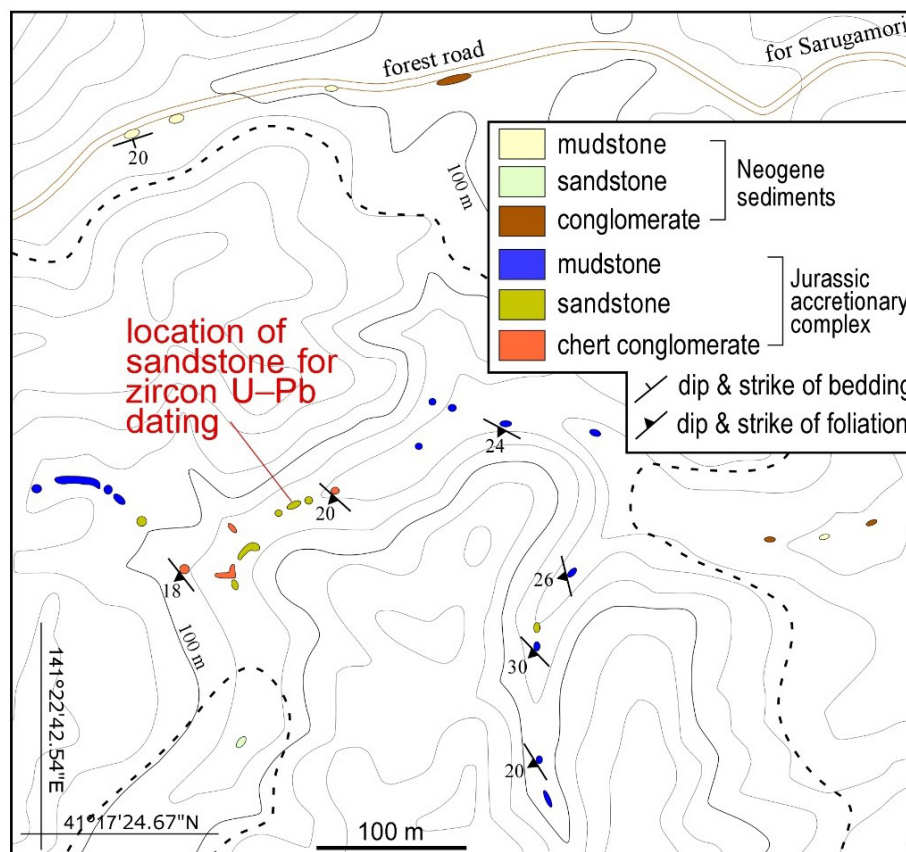 forest road
for Sarugamori
20
100 m
mudstone
sandstone
conglomerate
Neogene
sediments
mudstone
sandstone
chert conglomerate
Jurassic
accretionary
complex
dip & strike of bedding
dip & strike of foliation
location of
sandstone for
zircon U–Pb
dating
24
20
18
26
30
100 m
20
141°22'42.54"E
41°17'24.67"N
100 m